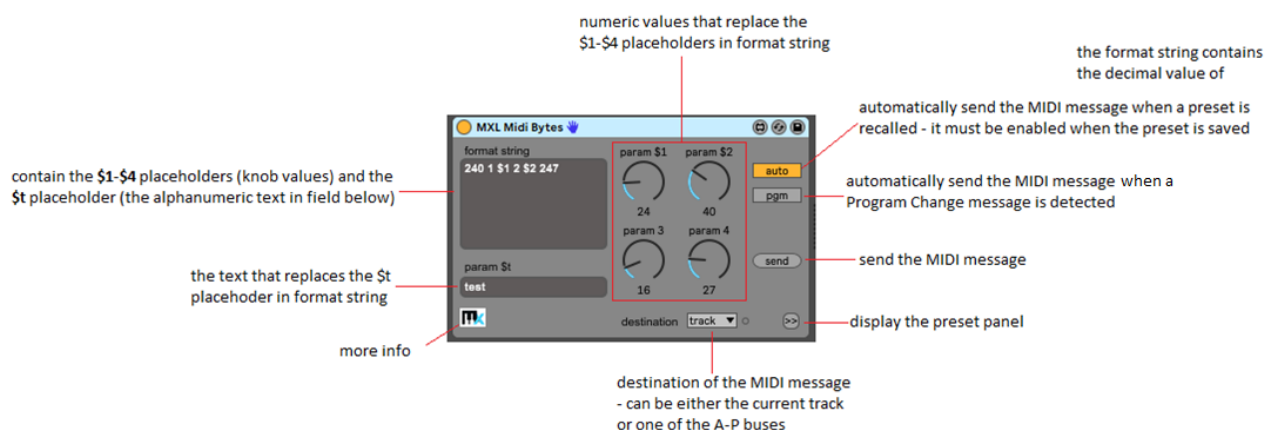 numeric values that replace the
$1-$4 placeholders in format string
the format string contains
the decimal value of
automatically send the MIDI message when a preset is
recalled - it must be enabled when the preset is saved
MXL Midi Bytes
format string
240 1 $1 2 $2 247
param $1
param $2
auto
contain the $1-$4 placeholders (knob values) and the
$t placeholder (the alphanumeric text in field below)
automatically send the MIDI message when a
Program Change message is detected
pgm
24
40
param 3
param 4
send
send the MIDI message
the text that replaces the $t
placehoder in format string
param $t
test
16
27
mx
destination
track
>>
display the preset panel
more info
destination of the MIDI message
- can be either the current track
or one of the A-P buses